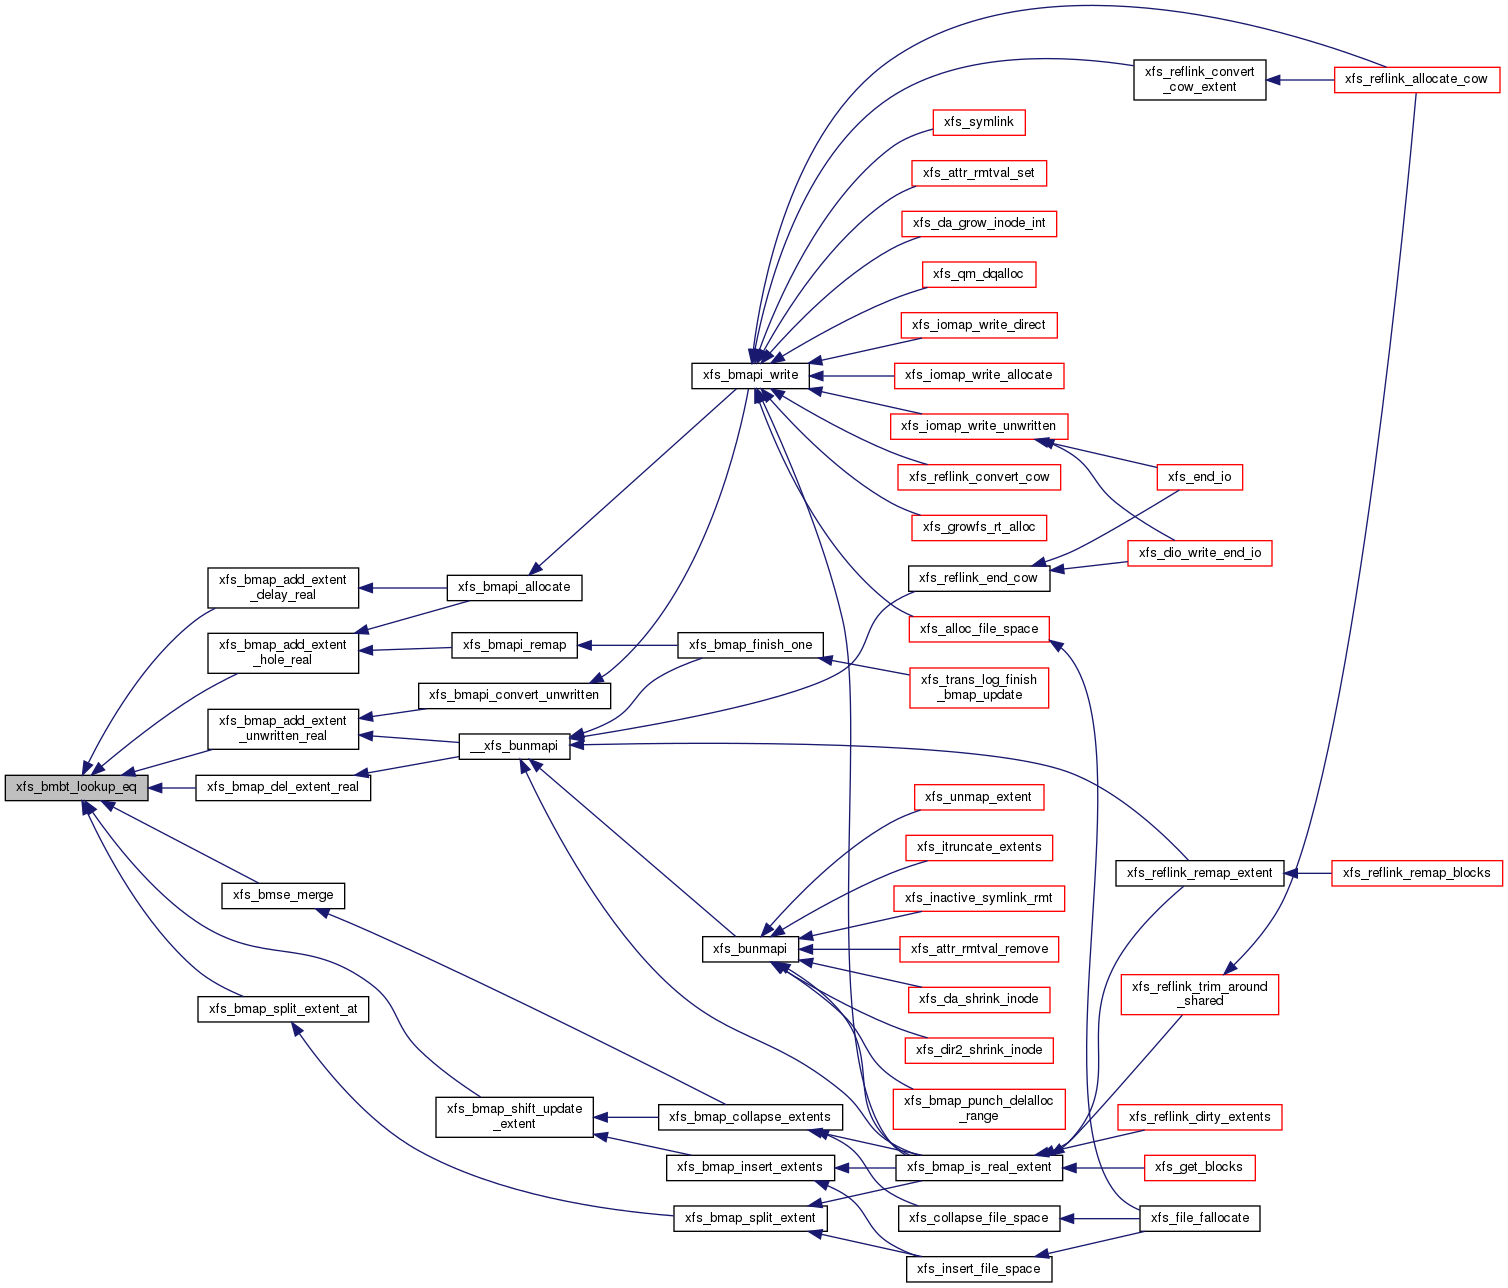 xfs_reflink_convert
_cow_extent
xfs_reflink_allocate_cow
xfs_symlink
xfs_attr_rmtval_set
xfs_da_grow_inode_int
xfs_qm_dqalloc
xfs_iomap_write_direct
xfs_bmapi_write
xfs_iomap_write_allocate
xfs_iomap_write_unwritten
xfs_reflink_convert_cow
xfs_end_io
xfs_growfs_rt_alloc
xfs_dio_write_end_io
xfs_bmap_add_extent
_delay_real
xfs_bmapi_allocate
xfs_reflink_end_cow
xfs_alloc_file_space
xfs_bmap_add_extent
_hole_real
xfs_bmapi_remap
xfs_bmap_finish_one
xfs_trans_log_finish
_bmap_update
xfs_bmapi_convert_unwritten
xfs_bmap_add_extent
_unwritten_real
__xfs_bunmapi
xfs_bmbt_lookup_eq
xfs_bmap_del_extent_real
xfs_unmap_extent
xfs_itruncate_extents
xfs_reflink_remap_extent
xfs_reflink_remap_blocks
xfs_bmse_merge
xfs_inactive_symlink_rmt
xfs_bunmapi
xfs_attr_rmtval_remove
xfs_da_shrink_inode
xfs_reflink_trim_around
_shared
xfs_bmap_split_extent_at
xfs_dir2_shrink_inode
xfs_bmap_punch_delalloc
_range
xfs_bmap_shift_update
_extent
xfs_bmap_collapse_extents
xfs_reflink_dirty_extents
xfs_bmap_insert_extents
xfs_bmap_is_real_extent
xfs_get_blocks
xfs_bmap_split_extent
xfs_collapse_file_space
xfs_file_fallocate
xfs_insert_file_space